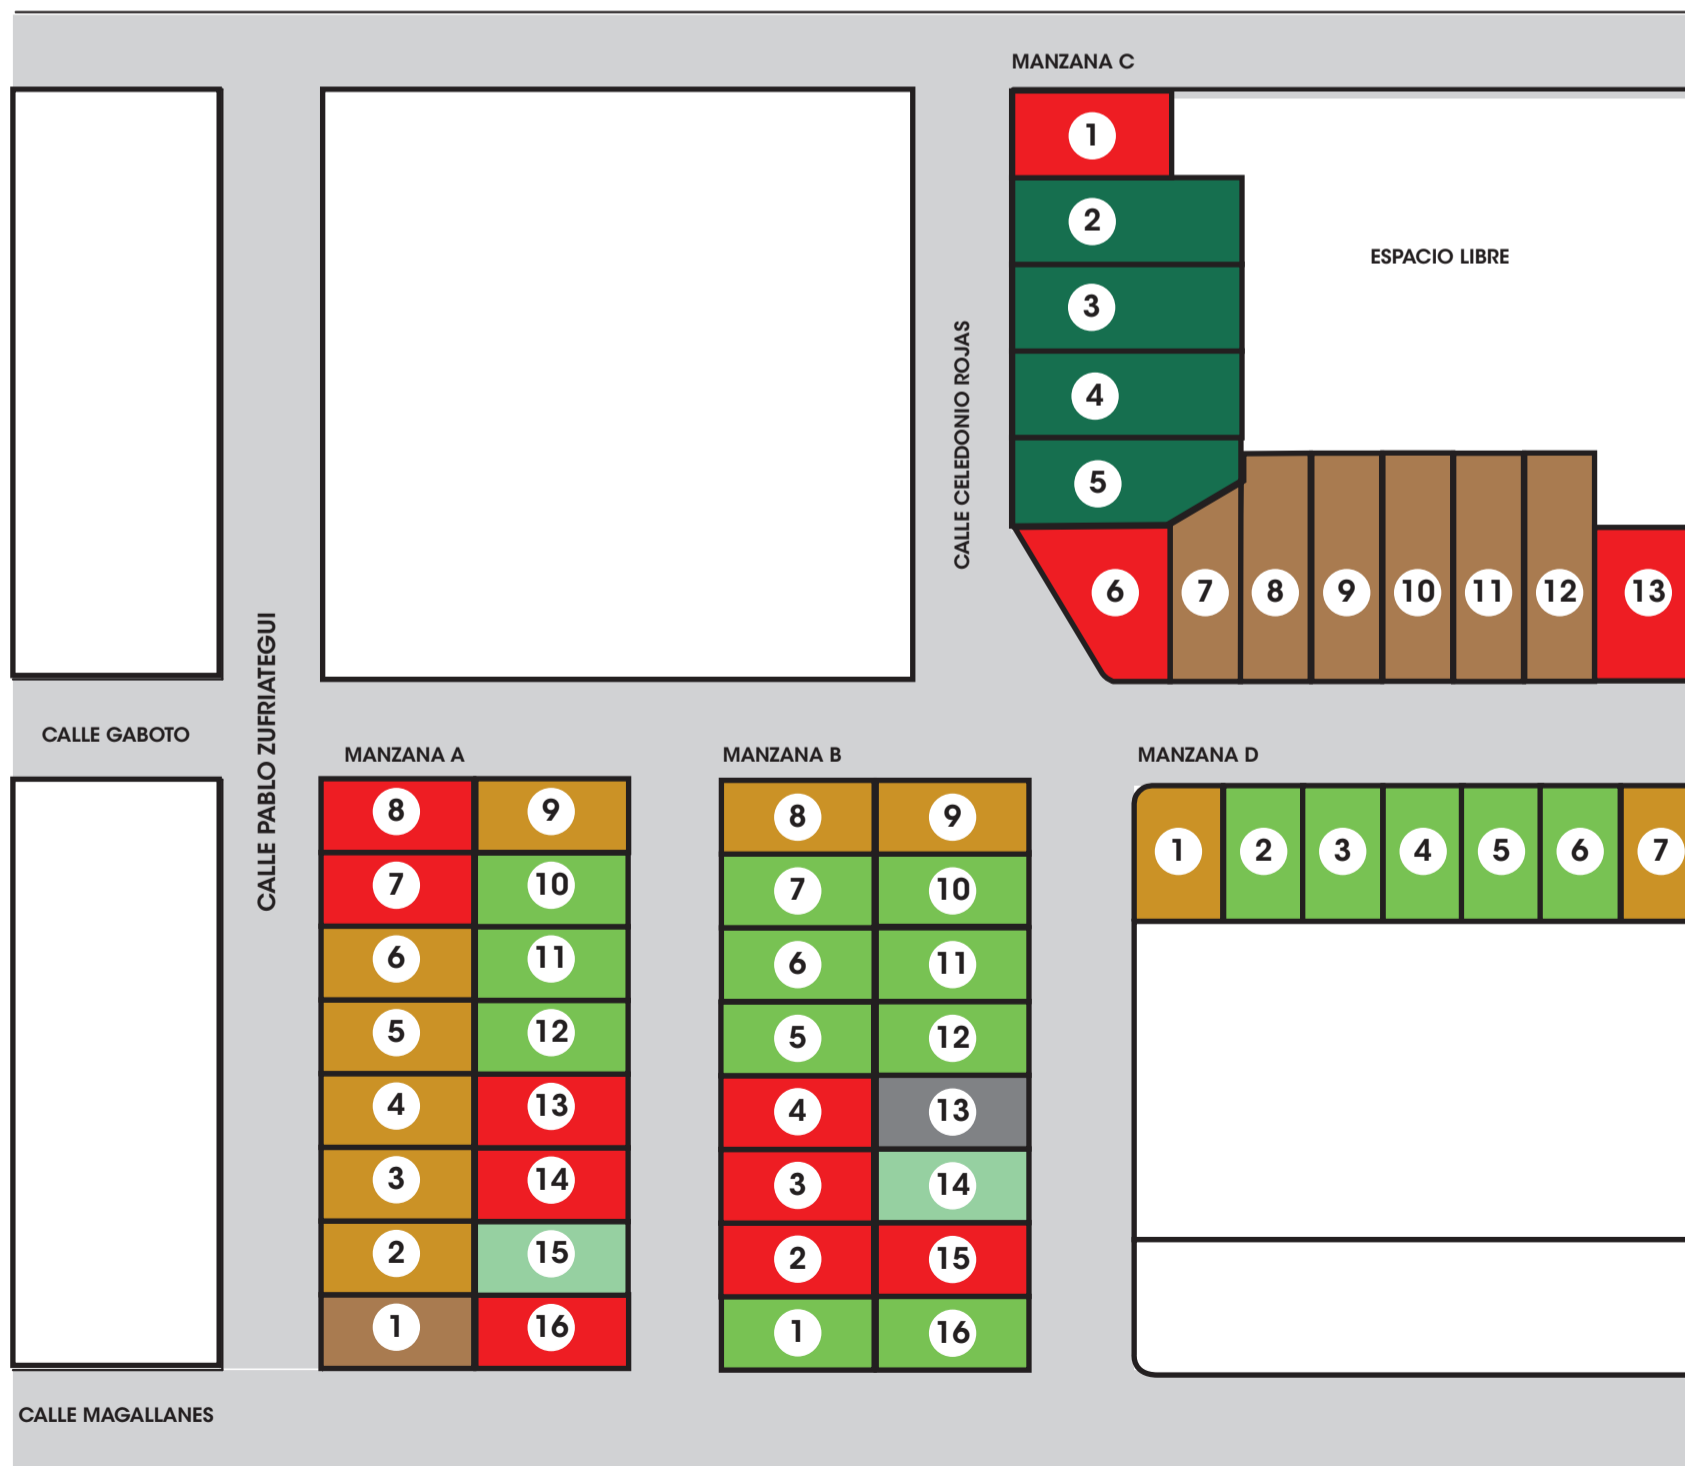 MANZANA C
1
2
ESPACIO LIBRE
3
4
5
CALLE CELEDONIO ROJAS
6 7 8 9 10 11 12 13
CALLE GABOTO
CALLE PABLO ZUFRIATEGUI
MANZANA A
8 9
7 10
6 11
5 12
4 13
3 14
2 15
1 16
MANZANA B
8 9
7 10
6 11
5 12
4 13
3 14
2 15
1 16
MANZANA D
1 2 3 4 5 6 7
CALLE MAGALLANES